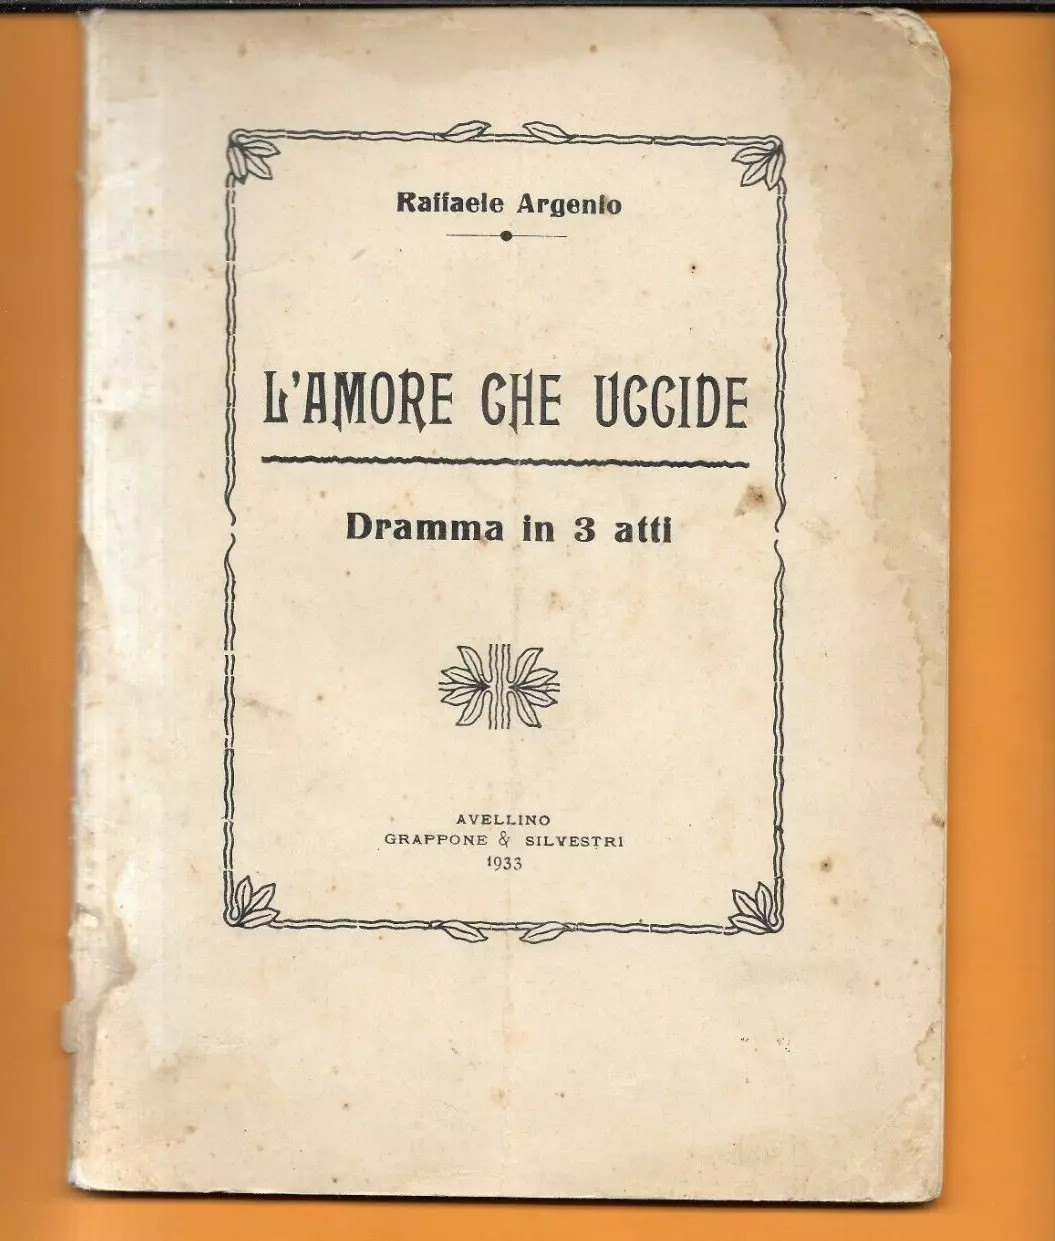 Raffaele Argenio
L'AMORE CHE UCCIDE
Dramma in 3 atti
AVELLINO
GRAPPONE & SILVESTRI
1933